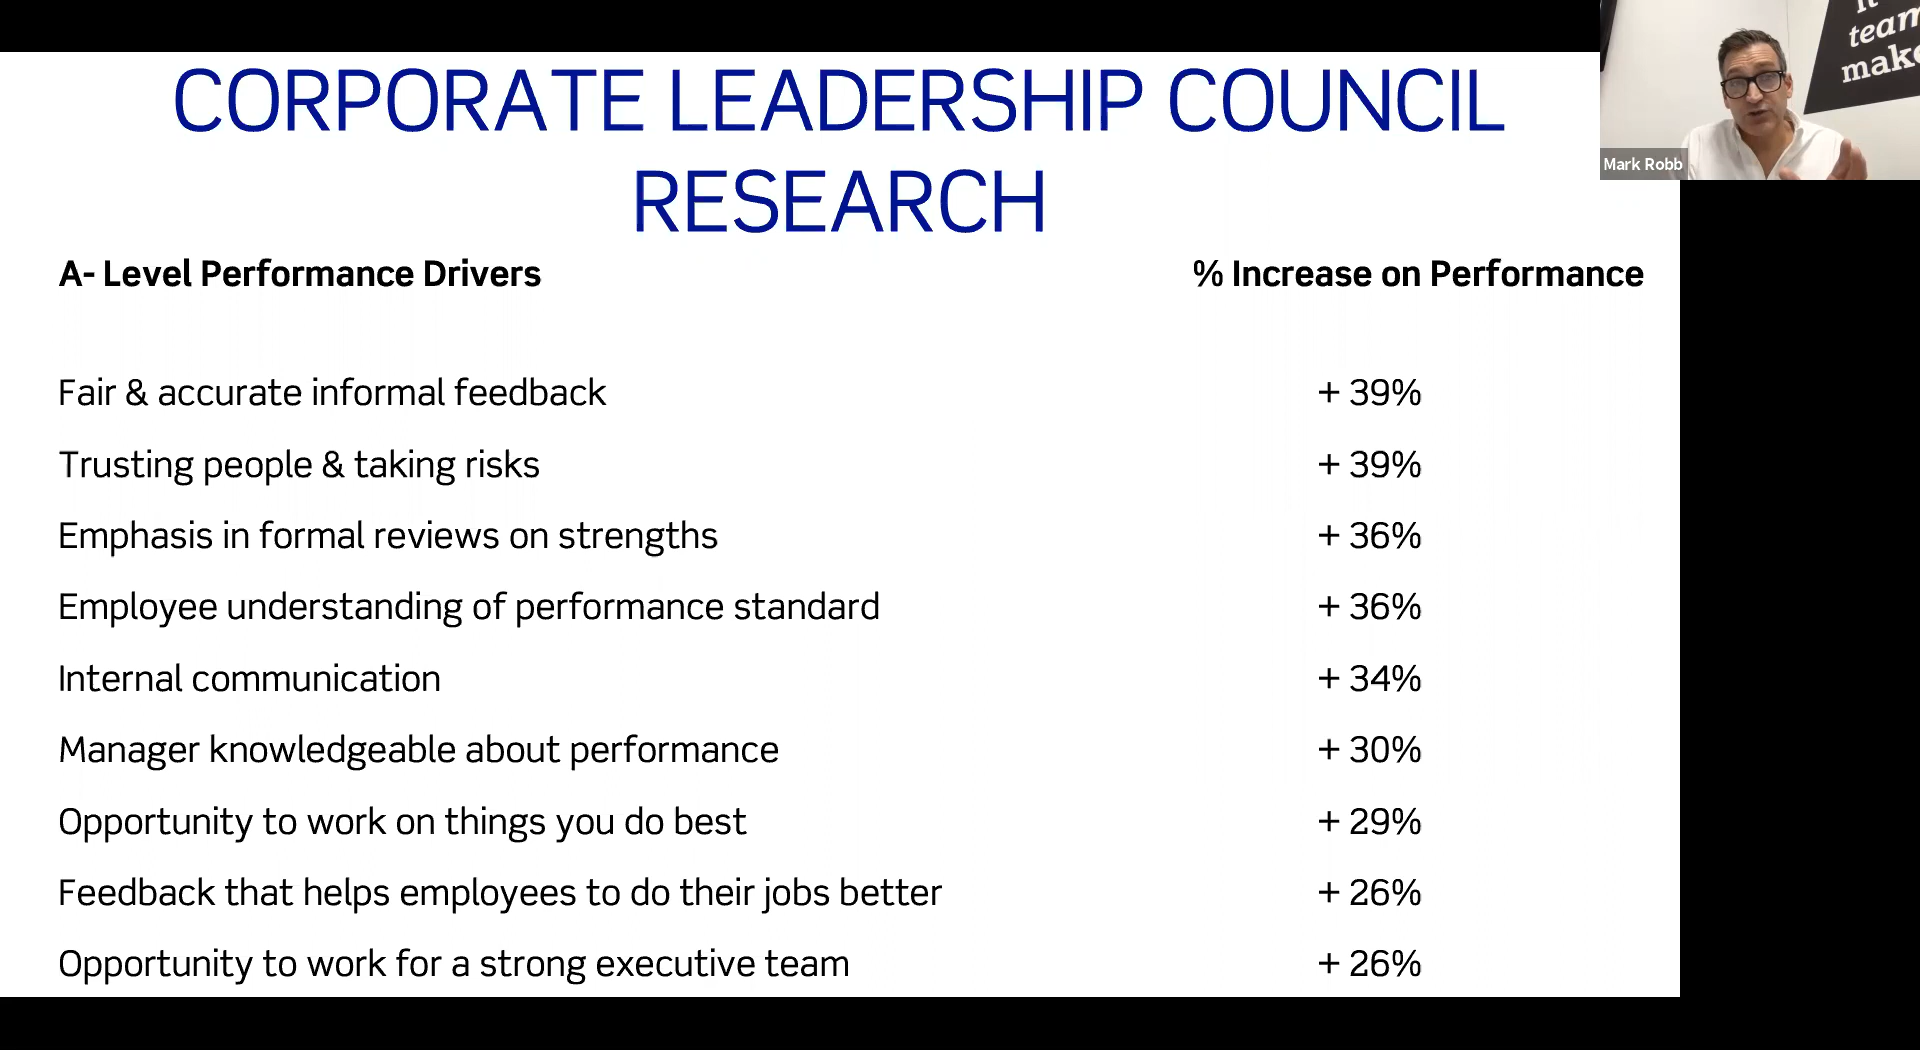 CORPORATE LEADERSHIP COUNCIL
RESEARCH
A- Level Performance Drivers % Increase on Performance
Fair & accurate informal feedback + 39%
Trusting people & taking risks + 39%
Emphasis in formal reviews on strengths + 36%
Employee understanding of performance standard + 36%
Internal communication + 34%
Manager knowledgeable about performance + 30%
Opportunity to work on things you do best + 29%
Feedback that helps employees to do their jobs better + 26%
Opportunity to work for a strong executive team + 26%
it
team
make
Mark Robb